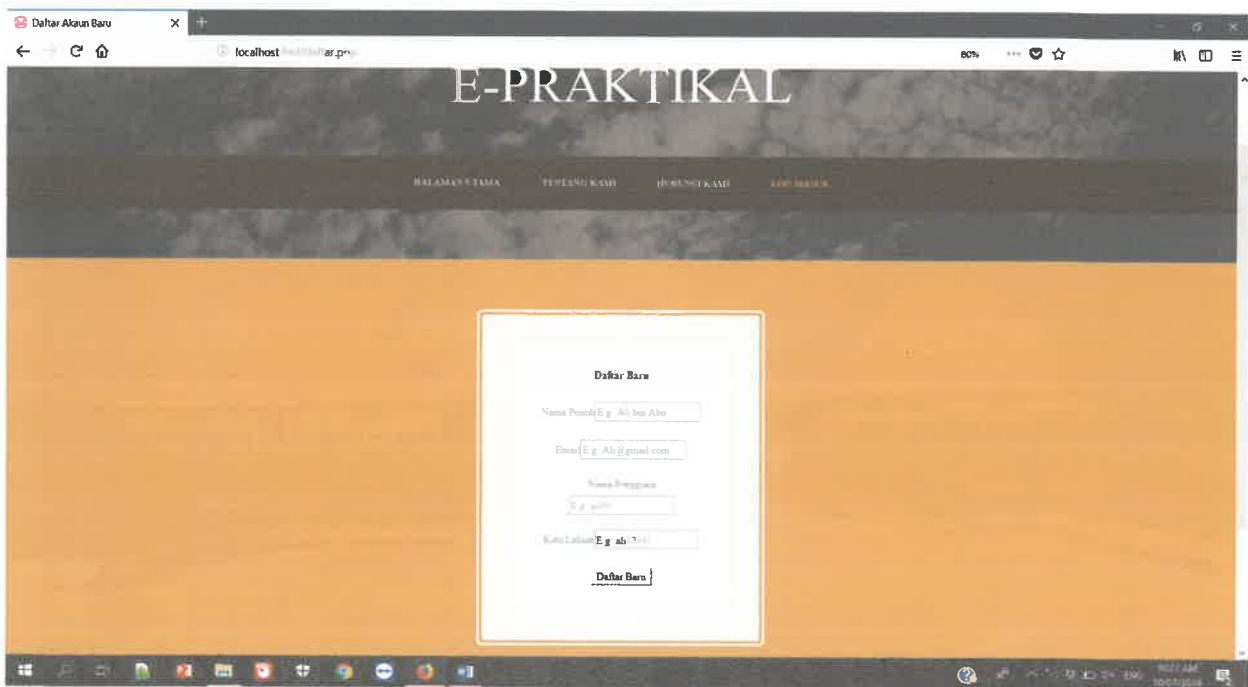 Daftar Akaun Baru
localhost
80%
E-PRAKTIKAL
HALAMAN UTAMA TENTANG KAMI HUBUNGI KAMI
Daftar Baru
Nama Penuh E.g. Ali bin Abu
Email E.g. Ali@gmail.com
Nama Pengguna
E.g.
Kata Laluan E.g.
Daftar Baru
ENG